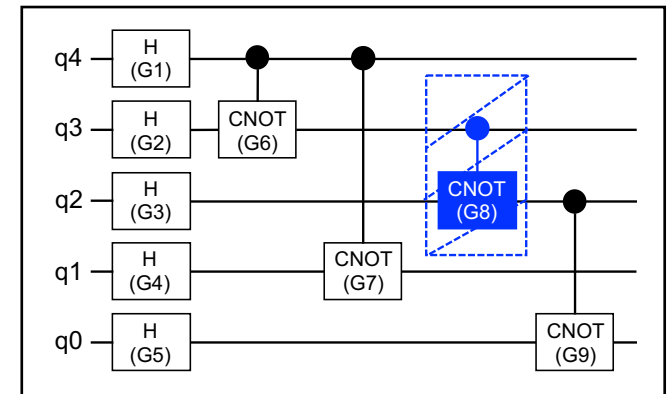 q4
H
(G1)
q3
H
(G2)
CNOT
(G6)
q2
H
(G3)
CNOT
(G8)
q1
H
(G4)
CNOT
(G7)
q0
H
(G5)
CNOT
(G9)